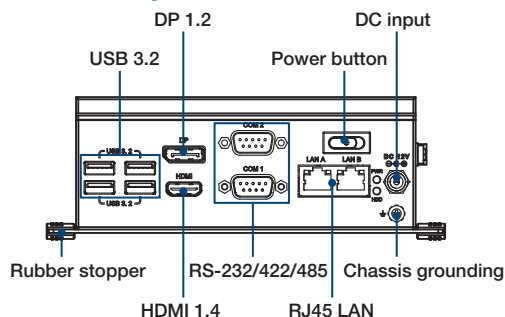 DP 1.2
DC input
USB 3.2
Power button
COM 2
DP
USB 3.2
LAN A
LAN B
DC 12V
HDMI
COM 1
PWR
HDD
USB 3.2
Rubber stopper
RS-232/422/485
Chassis grounding
HDMI 1.4
RJ45 LAN